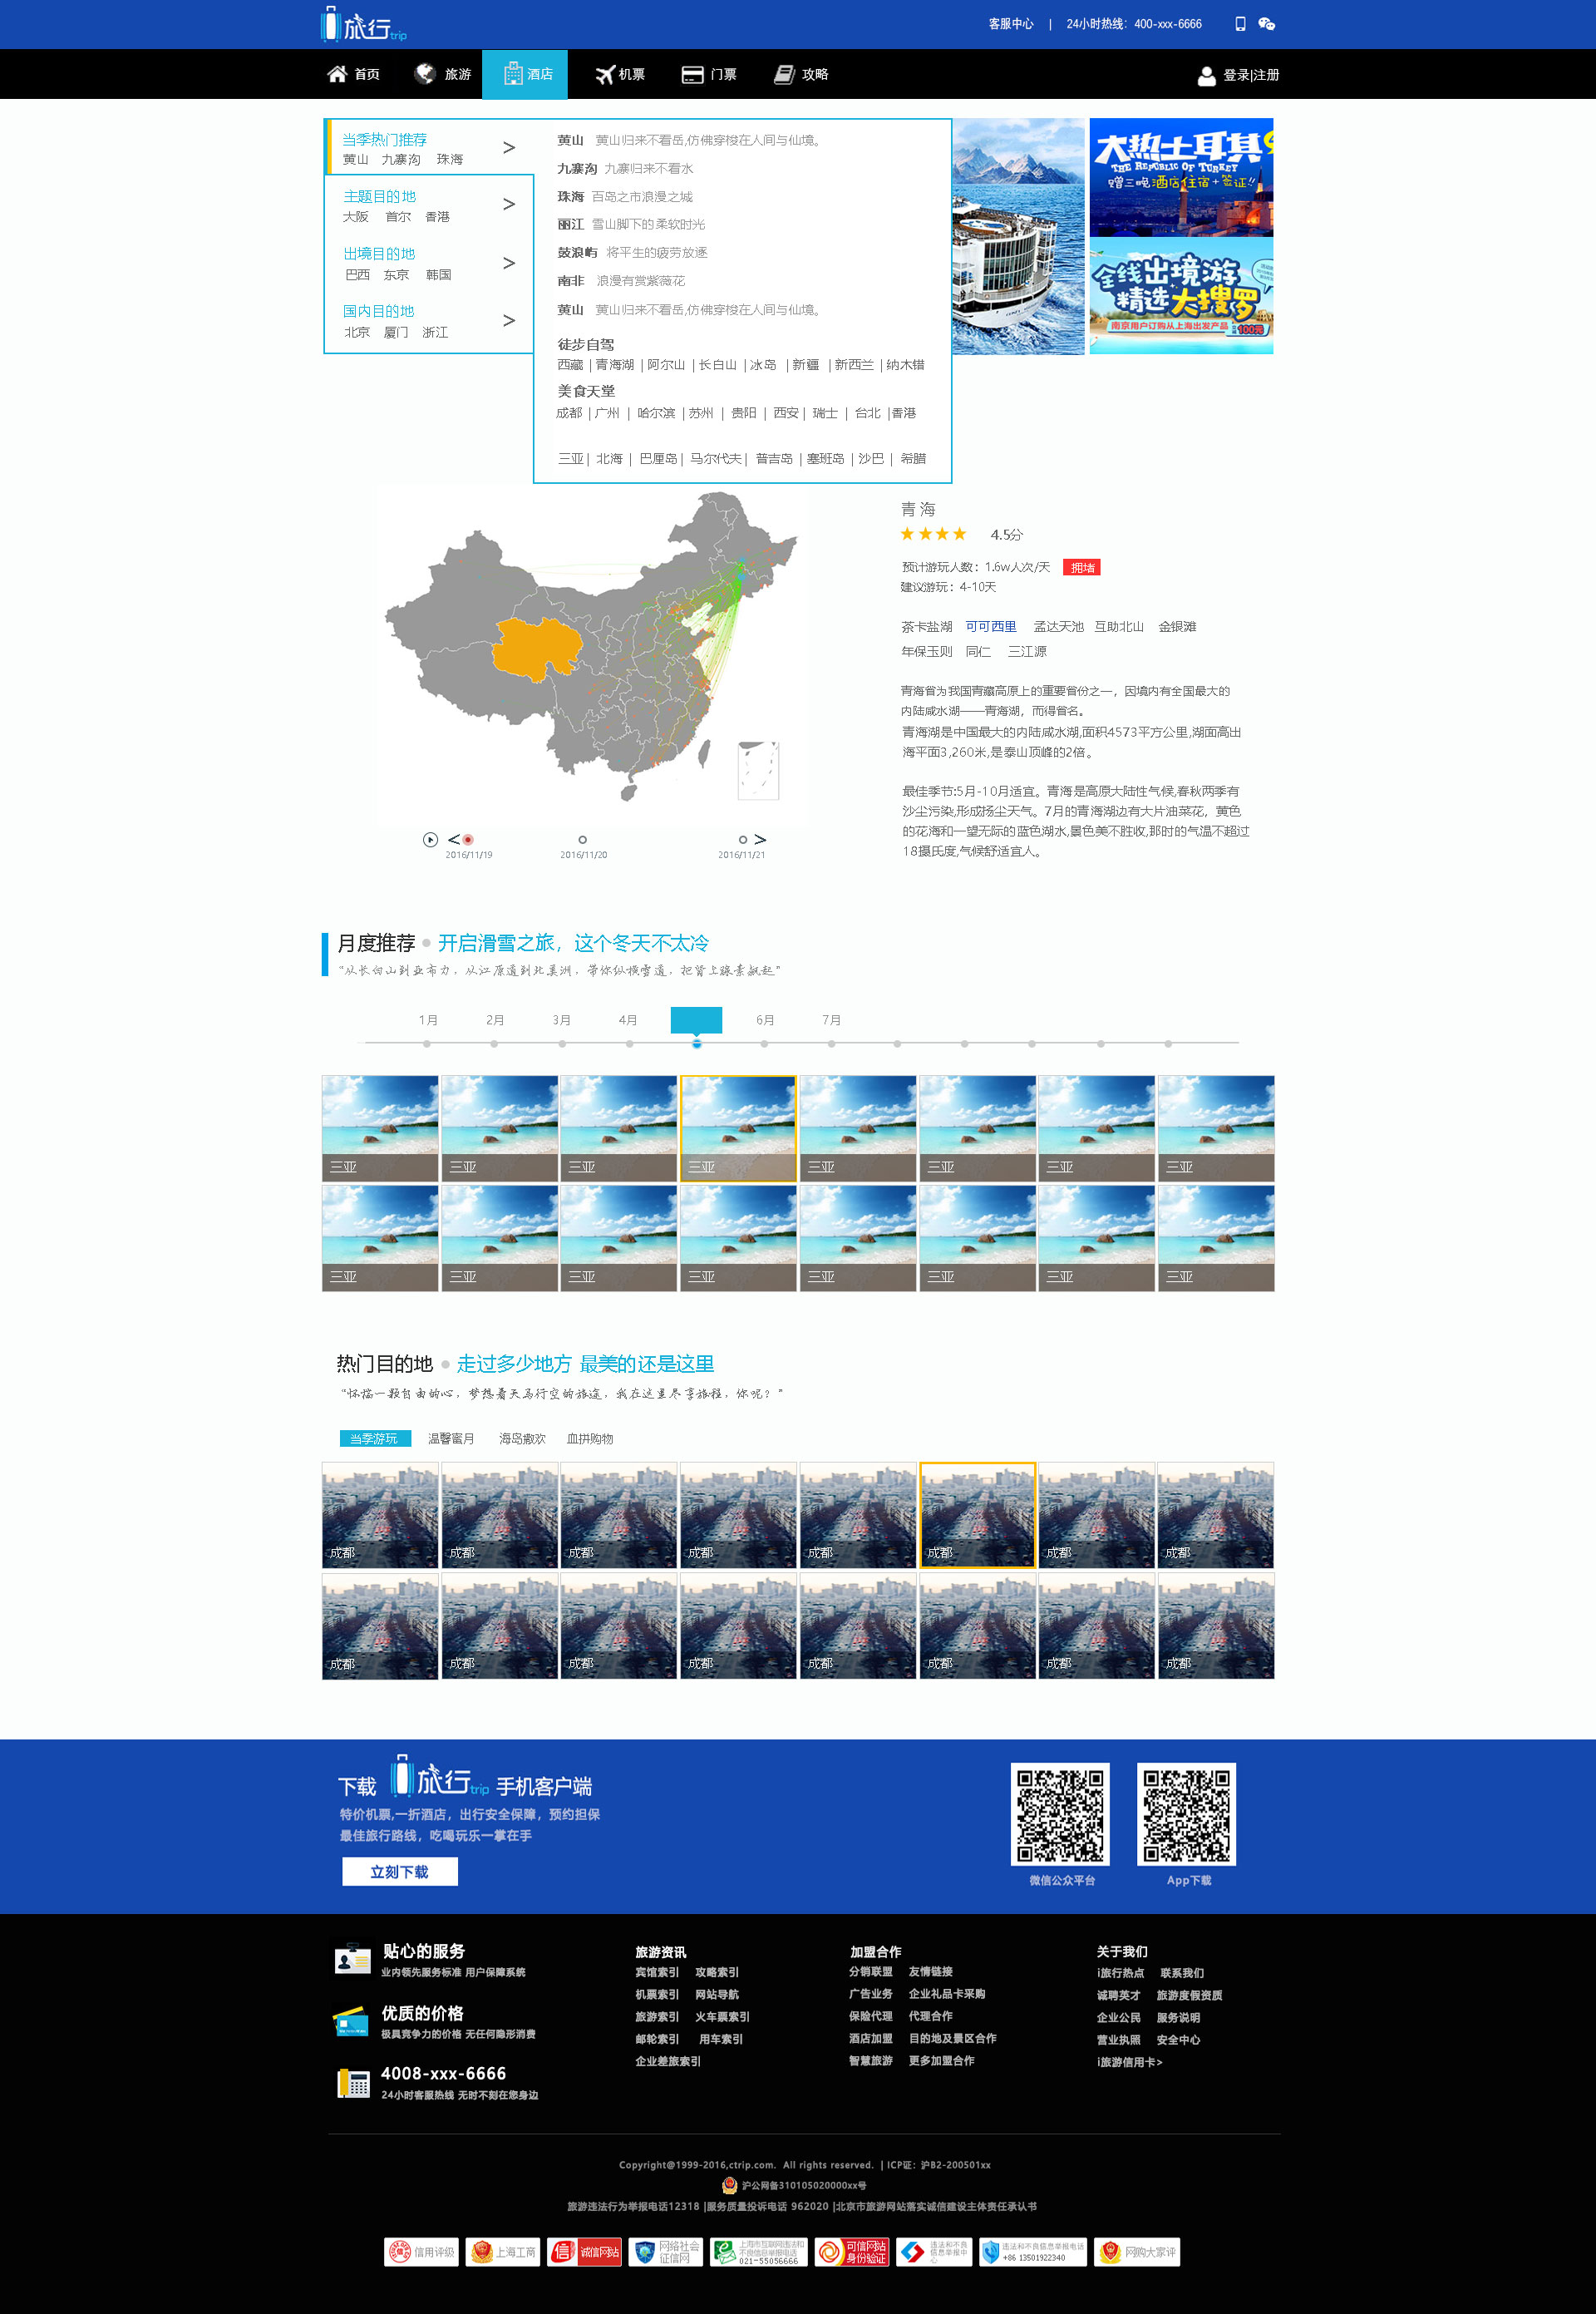 旅行trip
客服中心 | 24小时热线：400-xxx-6666
首页 旅游 酒店 机票 门票 攻略 登录|注册
当季热门推荐
黄山 九寨沟 珠海
主题目的地
大阪 首尔 香港
出境目的地
巴西 东京 韩国
国内目的地
北京 厦门 浙江
黄山 黄山归来不看岳,仿佛穿梭在人间与仙境。
九寨沟 九寨归来不看水
珠海 百岛之市浪漫之城
丽江 雪山脚下的柔软时光
鼓浪屿 将平生的疲劳放逐
南非 浪漫有赏紫薇花
黄山 黄山归来不看岳,仿佛穿梭在人间与仙境。
徒步自驾
西藏 | 青海湖 | 阿尔山 | 长白山 | 冰岛 | 新疆 | 新西兰 | 纳木错
美食天堂
成都 | 广州 | 哈尔滨 | 苏州 | 贵阳 | 西安 | 瑞士 | 台北 | 香港
三亚 | 北海 | 巴厘岛 | 马尔代夫 | 普吉岛 | 塞班岛 | 沙巴 | 希腊
大热土耳其
THE REPUBLIC OF TURKEY
赠三晚酒店住宿+签证!!
全线出境游
精选大搜罗
南京用户订购从上海出发产品
100元
青海
4.5分
预计游玩人数：1.6w人次/天 拥堵
建议游玩：4-10天
茶卡盐湖 可可西里 孟达天池 互助北山 金银滩
年保玉则 同仁 三江源
青海省为我国青藏高原上的重要省份之一，因境内有全国最大的
内陆咸水湖——青海湖，而得省名。
青海湖是中国最大的内陆咸水湖,面积4573平方公里,湖面高出
海平面3,260米,是泰山顶峰的2倍。
最佳季节:5月-10月适宜。青海是高原大陆性气候,春秋两季有
沙尘污染,形成扬尘天气。7月的青海湖边有大片油菜花，黄色
的花海和一望无际的蓝色湖水,景色美不胜收,那时的气温不超过
18摄氏度,气候舒适宜人。
2016/11/19 2016/11/20 2016/11/21
月度推荐 开启滑雪之旅，这个冬天不太冷
“从长白山到亚布力，从江原道到北美洲，带你纵横雪道，把肾上腺素飙起”
1月 2月 3月 4月 6月 7月
三亚 三亚 三亚 三亚 三亚 三亚 三亚 三亚
三亚 三亚 三亚 三亚 三亚 三亚 三亚 三亚
热门目的地 走过多少地方 最美的还是这里
“怀揣一颗自由的心，梦想着天马行空的旅途，我在这里尽享旅程，你呢？”
当季游玩 温馨蜜月 海岛撒欢 血拼购物
成都 成都 成都 成都 成都 成都 成都 成都
成都 成都 成都 成都 成都 成都 成都 成都
下载 旅行trip 手机客户端
特价机票,一折酒店，出行安全保障，预约担保
最佳旅行路线，吃喝玩乐一掌在手
立刻下载
微信公众平台 App下载
贴心的服务
业内领先服务标准 用户保障系统
优质的价格
极具竞争力的价格 无任何隐形消费
4008-xxx-6666
24小时客服热线 无时不刻在您身边
旅游资讯
宾馆索引 攻略索引
机票索引 网站导航
旅游索引 火车票索引
邮轮索引 用车索引
企业差旅索引
加盟合作
分销联盟 友情链接
广告业务 企业礼品卡采购
保险代理 代理合作
酒店加盟 目的地及景区合作
智慧旅游 更多加盟合作
关于我们
i旅行热点 联系我们
诚聘英才 旅游度假资质
企业公民 服务说明
营业执照 安全中心
i旅游信用卡>
Copyright@1999-2016,ctrip.com. All rights reserved. | ICP证：沪B2-200501xx
沪公网备310105020000xx号
旅游违法行为举报电话12318 |服务质量投诉电话 962020 |北京市旅游网站落实诚信建设主体责任承认书
信用评级
上海工商
诚信网站
网络社会
征信网
上海市互联网违法和
不良信息举报电话
021-55056666
可信网站
身份验证
违法和不良
信息举报中
心
违法和不良信息举报电话
+86 13501922340
网购大家评